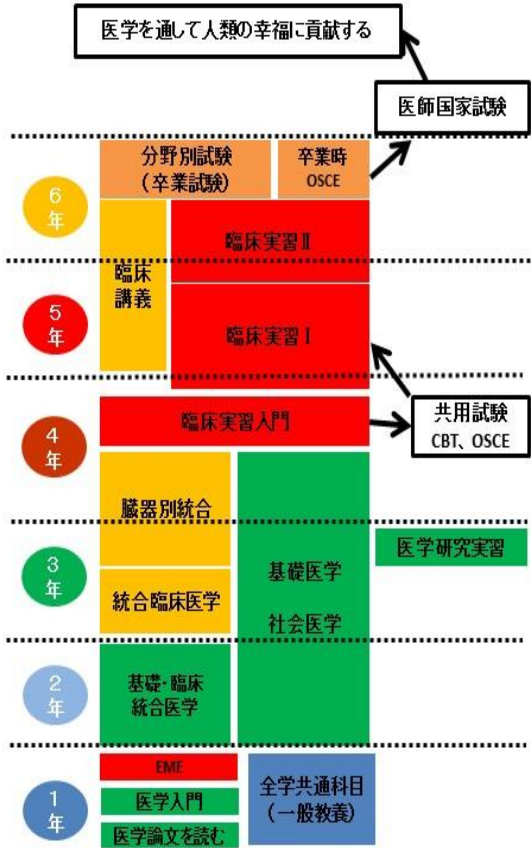 医学を通して人類の幸福に貢献する
医師国家試験
分野別試験
(卒業試験)
卒業時
OSCE
6
年
臨床実習Ⅱ
臨床
講義
5
年
臨床実習Ⅰ
共用試験
CBT、OSCE
4
年
臨床実習入門
臓器別統合
医学研究実習
3
年
基礎医学
社会医学
統合臨床医学
2
年
基礎・臨床
統合医学
1
年
EME
医学入門
医学論文を読む
全学共通科目
(一般教養)